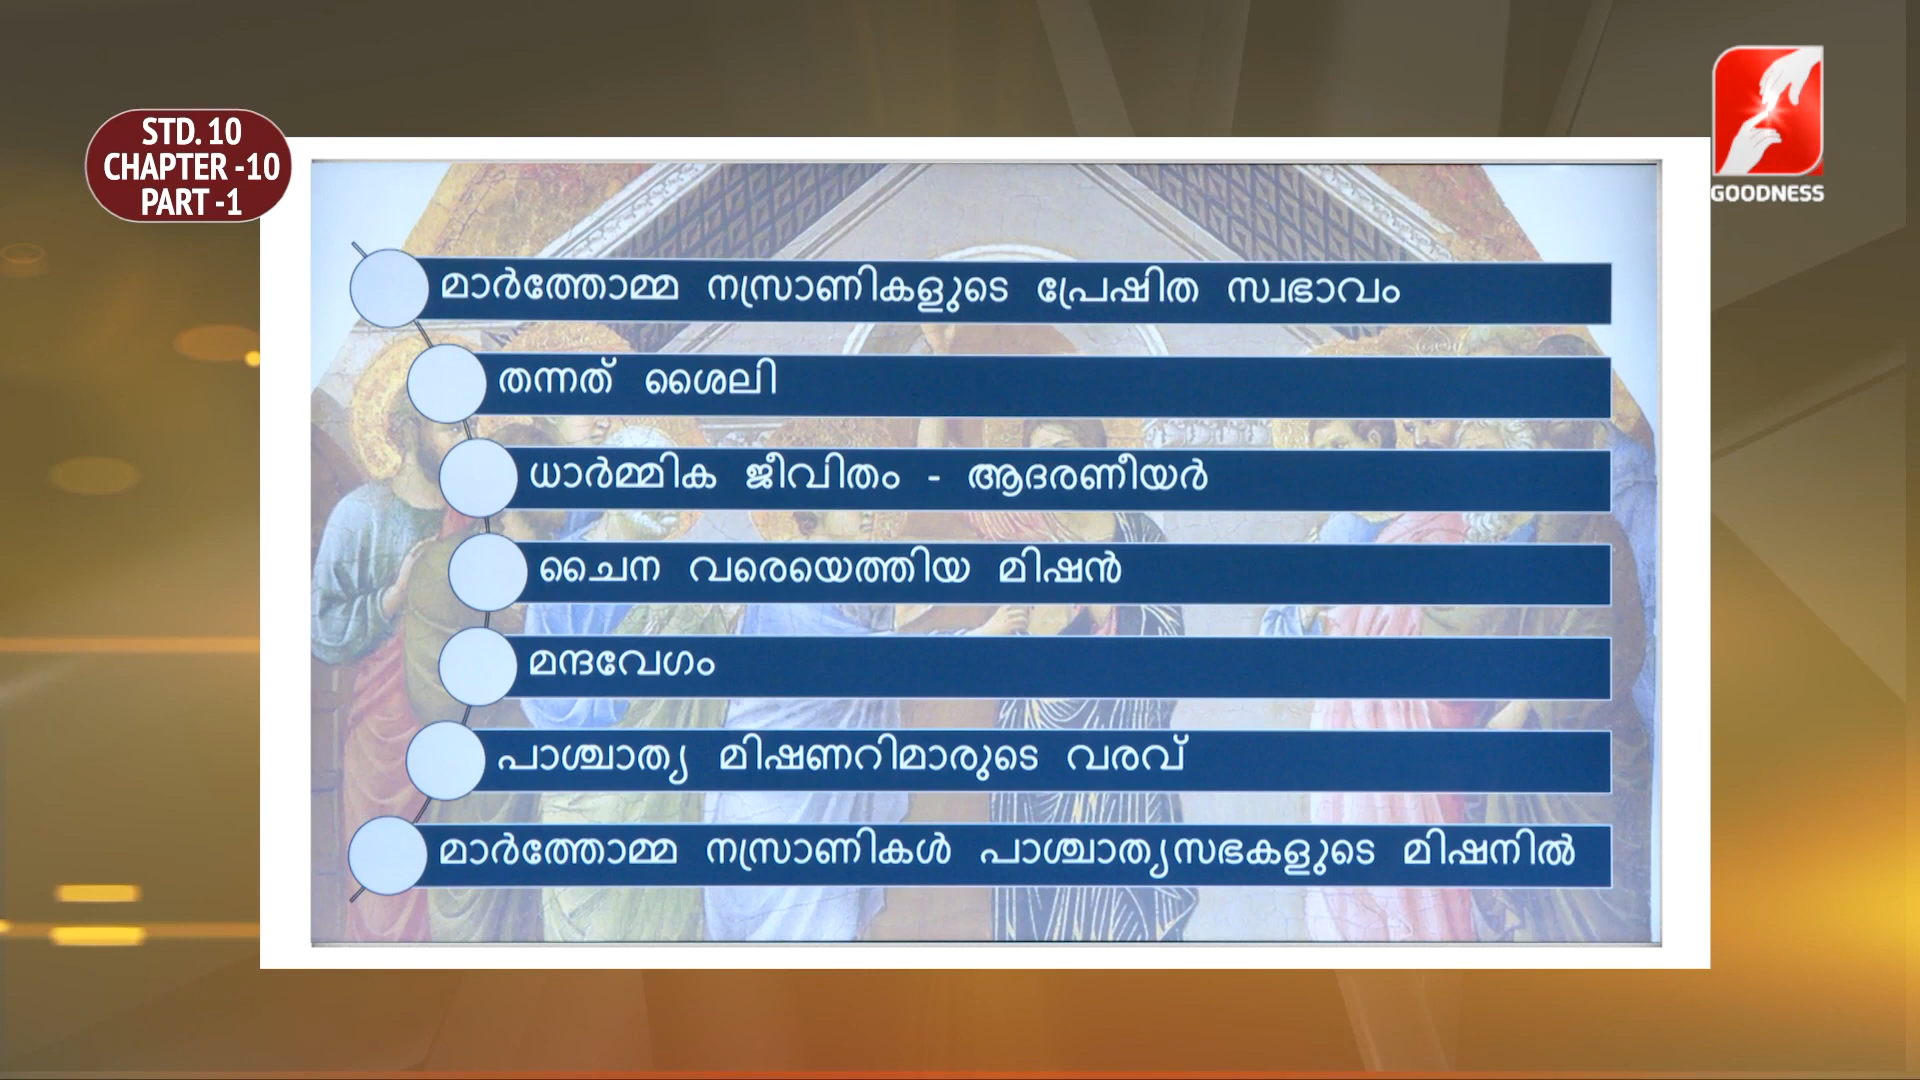 STD. 10
CHAPTER -10
PART -1
GOODNESS
മാർത്തോമ്മ നസ്രാണികളുടെ പ്രേഷിത സ്വഭാവം
തന്നത് ശൈലി
ധാർമ്മിക ജീവിതം - ആദരണീയർ
ചൈന വരെയെത്തിയ മിഷൻ
മന്ദവേഗം
പാശ്ചാത്യ മിഷണറിമാരുടെ വരവ്
മാർത്തോമ്മ നസ്രാണികൾ പാശ്ചാത്യസഭകളുടെ മിഷനിൽ